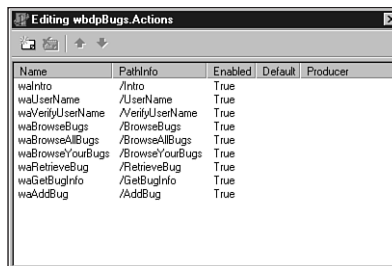 Editing wbdpBugs.Actions
Name PathInfo Enabled Default Producer
waIntro /Intro True
waUserName /UserName True
waVerifyUserName /VerifyUserName True
waBrowseBugs /BrowseBugs True
waBrowseAllBugs /BrowseAllBugs True
waBrowseYourBugs /BrowseYourBugs True
waRetrieveBug /RetrieveBug True
waGetBugInfo /GetBugInfo True
waAddBug /AddBug True